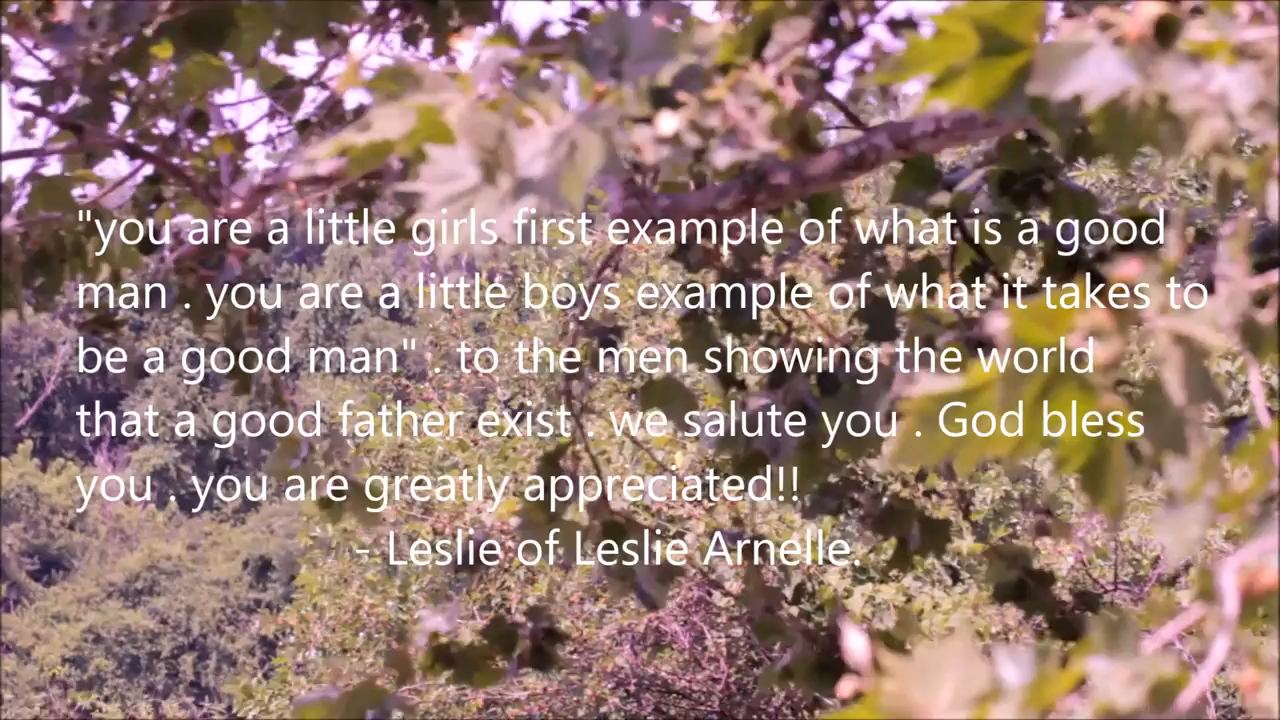 "you are a little girls first example of what is a good
man . you are a little boys example of what it takes to
be a good man" . to the men showing the world
that a good father exist . we salute you . God bless
you . you are greatly appreciated!!
- Leslie of Leslie Arnelle.